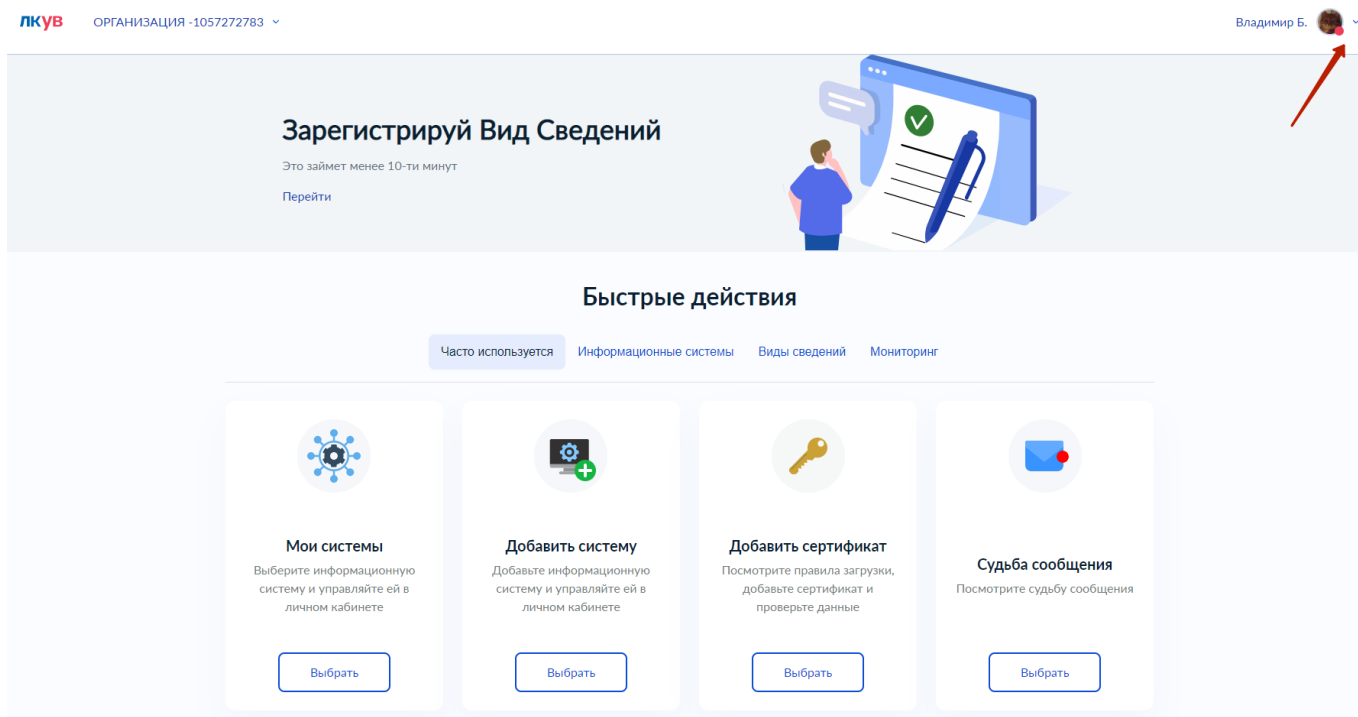 ЛКУВ ОРГАНИЗАЦИЯ -1057272783 Владимир Б.
Зарегистрируй Вид Сведений
Это займет менее 10-ти минут
Перейти
Быстрые действия
Часто используется Информационные системы Виды сведений Мониторинг
Мои системы
Выберите информационную
систему и управляйте ей в
личном кабинете
Выбрать
Добавить систему
Добавьте информационную
систему и управляйте ей в
личном кабинете
Выбрать
Добавить сертификат
Посмотрите правила загрузки,
добавьте сертификат и
проверьте данные
Выбрать
Судьба сообщения
Посмотрите судьбу сообщения
Выбрать